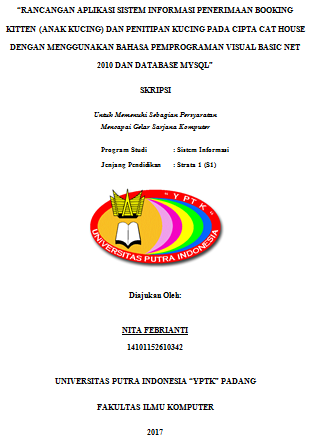 “RANCANGAN APLIKASI SISTEM INFORMASI PENERIMAAN BOOKING
KITTEN (ANAK KUCING) DAN PENITIPAN KUCING PADA CIPTA CAT HOUSE
DENGAN MENGGUNAKAN BAHASA PEMPROGRAMAN VISUAL BASIC NET
2010 DAN DATABASE MYSQL”
SKRIPSI
Untuk Memenuhi Sebagian Persyaratan
Mencapai Gelar Sarjana Komputer
Program Studi : Sistem Informasi
Jenjang Pendidikan : Strata 1 (S1)
" Y P T K "
UNIVERSITAS PUTRA INDONESIA
Diajukan Oleh:
NITA FEBRIANTI
14101152610342
UNIVERSITAS PUTRA INDONESIA “YPTK” PADANG
FAKULTAS ILMU KOMPUTER
2017